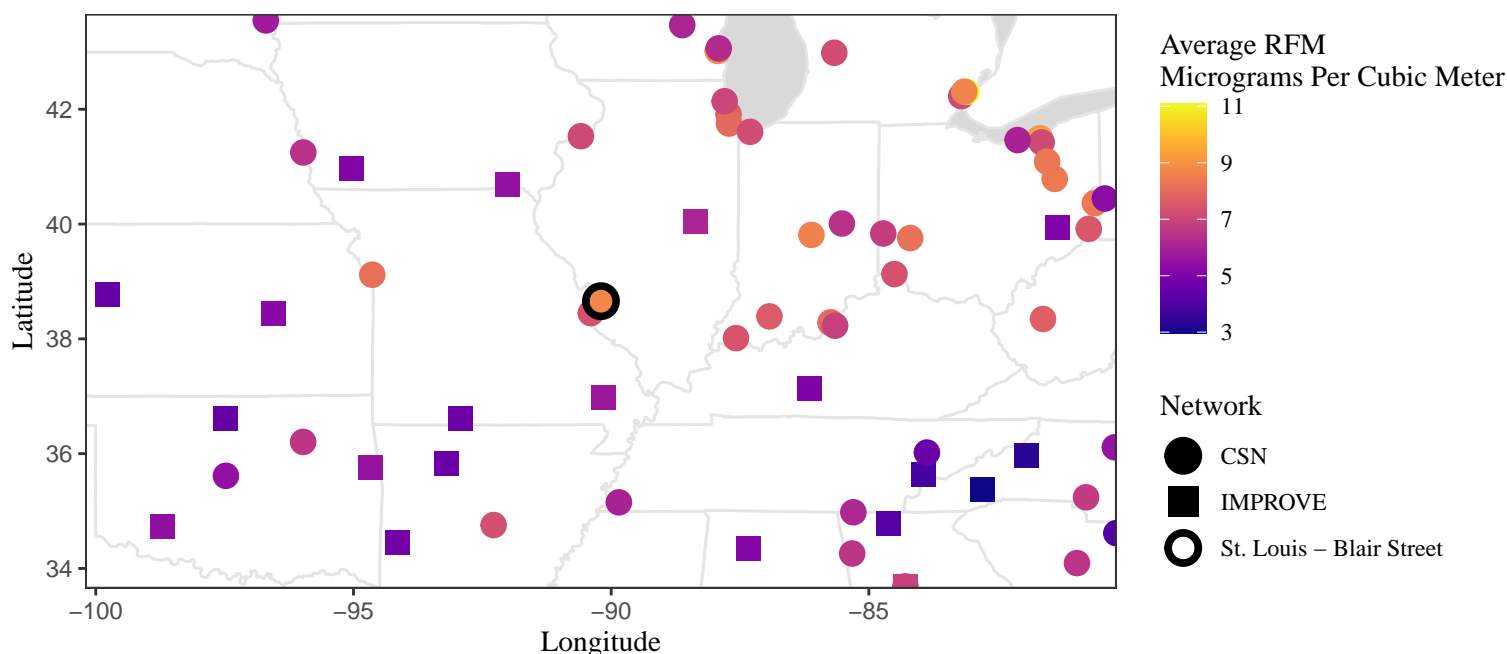 Average RFM
Micrograms Per Cubic Meter
11
9
7
5
3
Network
CSN
IMPROVE
St. Louis – Blair Street
Latitude
42
40
38
36
34
−100
−95
−90
−85
Longitude